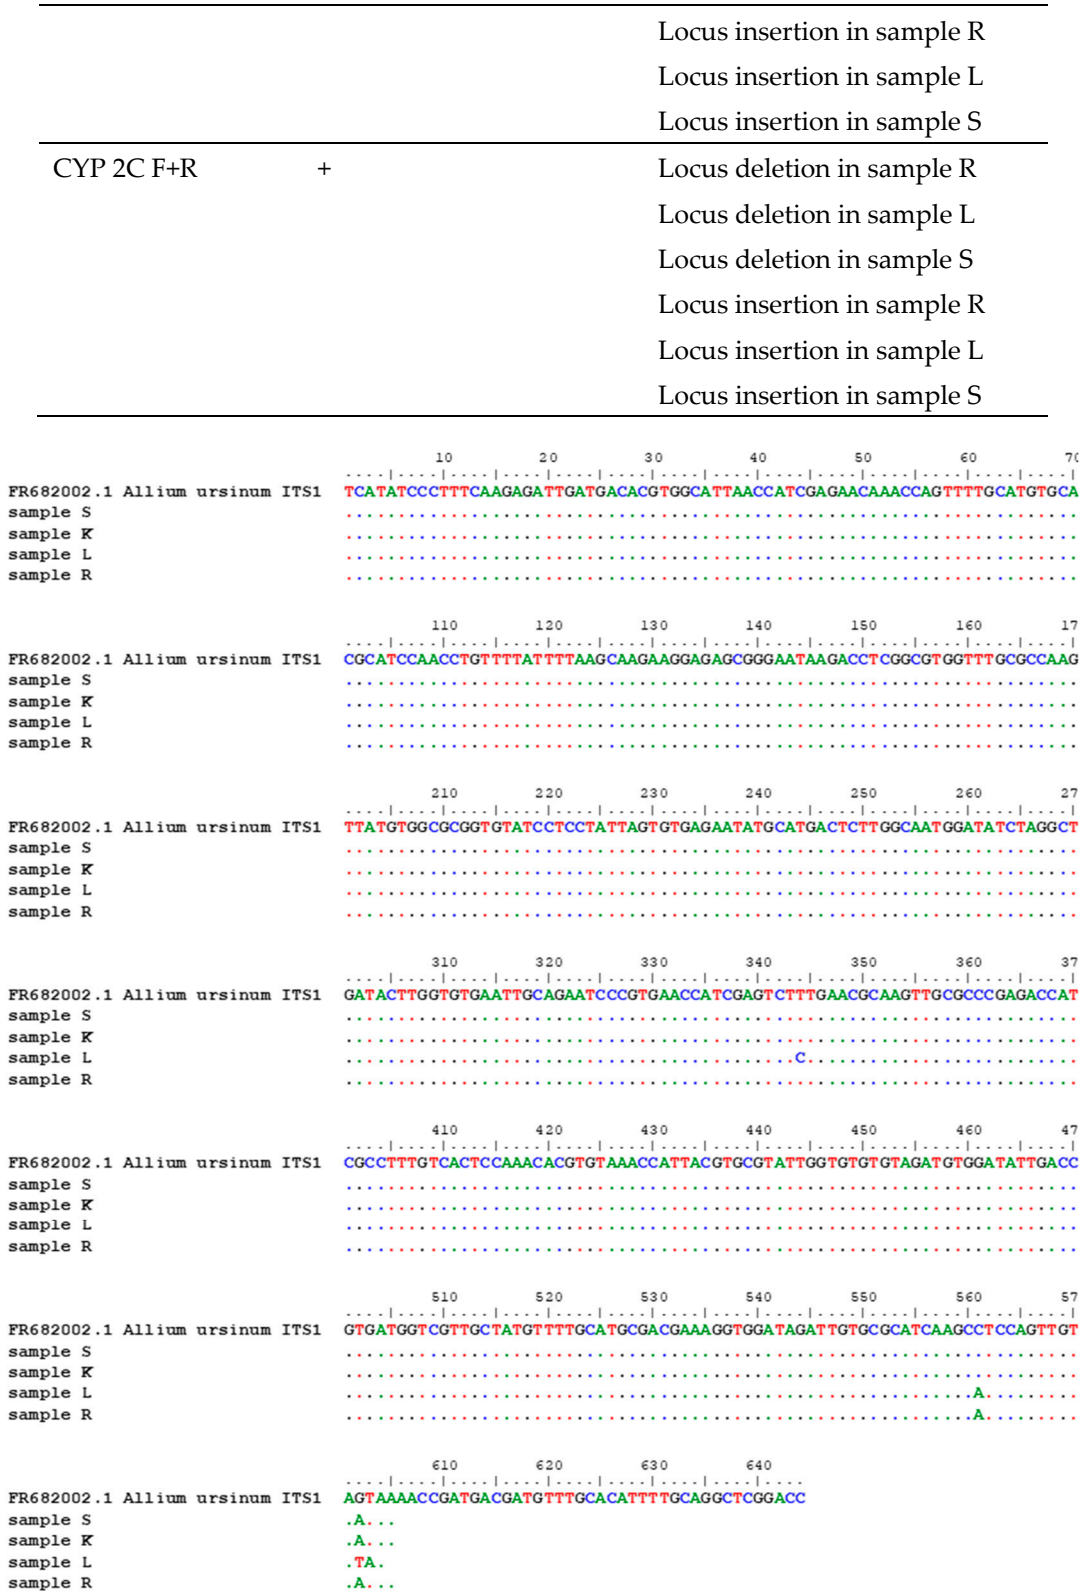 Locus insertion in sample R
Locus insertion in sample L
Locus insertion in sample S
CYP 2C F+R + Locus deletion in sample R
Locus deletion in sample L
Locus deletion in sample S
Locus insertion in sample R
Locus insertion in sample L
Locus insertion in sample S
10 20 30 40 50 60 70
FR682002.1 Allium ursinum ITS1 TCATATCCCTTTCAAGAGATTGATGACACGTGGCATTAACCATCGAGAACAAACCAGTTTTGCATGTGCA
sample S
sample K
sample L
sample R
110 120 130 140 150 160 17
FR682002.1 Allium ursinum ITS1 CGCATCCAACCTGTTTTATTTTAAGCAAGAAGGAGAGCGGGAATAAGACCTCGGCGTGGTTTGCGCCAAG
sample S
sample K
sample L
sample R
210 220 230 240 250 260 27
FR682002.1 Allium ursinum ITS1 TTATGTGGCGCGGTGTATCCTCCTATTAGTGTGAGAATATGCATGACTCTTGGCAATGGATATCTAGGCT
sample S
sample K
sample L
sample R
310 320 330 340 350 360 37
FR682002.1 Allium ursinum ITS1 GATACTTGGTGTGAATTGCAGAATCCCGTGAACCATCGAGTCTTTGAACGCAAGTTGCGCCCGAGACCAT
sample S
sample K
sample L ...........................................C..........................
sample R
410 420 430 440 450 460 47
FR682002.1 Allium ursinum ITS1 CGCCTTTGTCACTCCAAACACGTGTAAACCATTACGTGCGTATTGGTGTGTGTAGATGTGGATATTGACC
sample S
sample K
sample L
sample R
510 520 530 540 550 560 57
FR682002.1 Allium ursinum ITS1 GTGATGGTCGTTGCTATGTTTTGCATGCGACGAAAGGTGGATAGATTGTGCGCATCAAGCCTCCAGTTGT
sample S
sample K
sample L ............................................................A.........
sample R ............................................................A.........
610 620 630 640
FR682002.1 Allium ursinum ITS1 AGTAAAACCGATGACGATGTTTGCACATTTTGCAGGCTCGGACC
sample S .A...
sample K .A...
sample L .TA.
sample R .A...